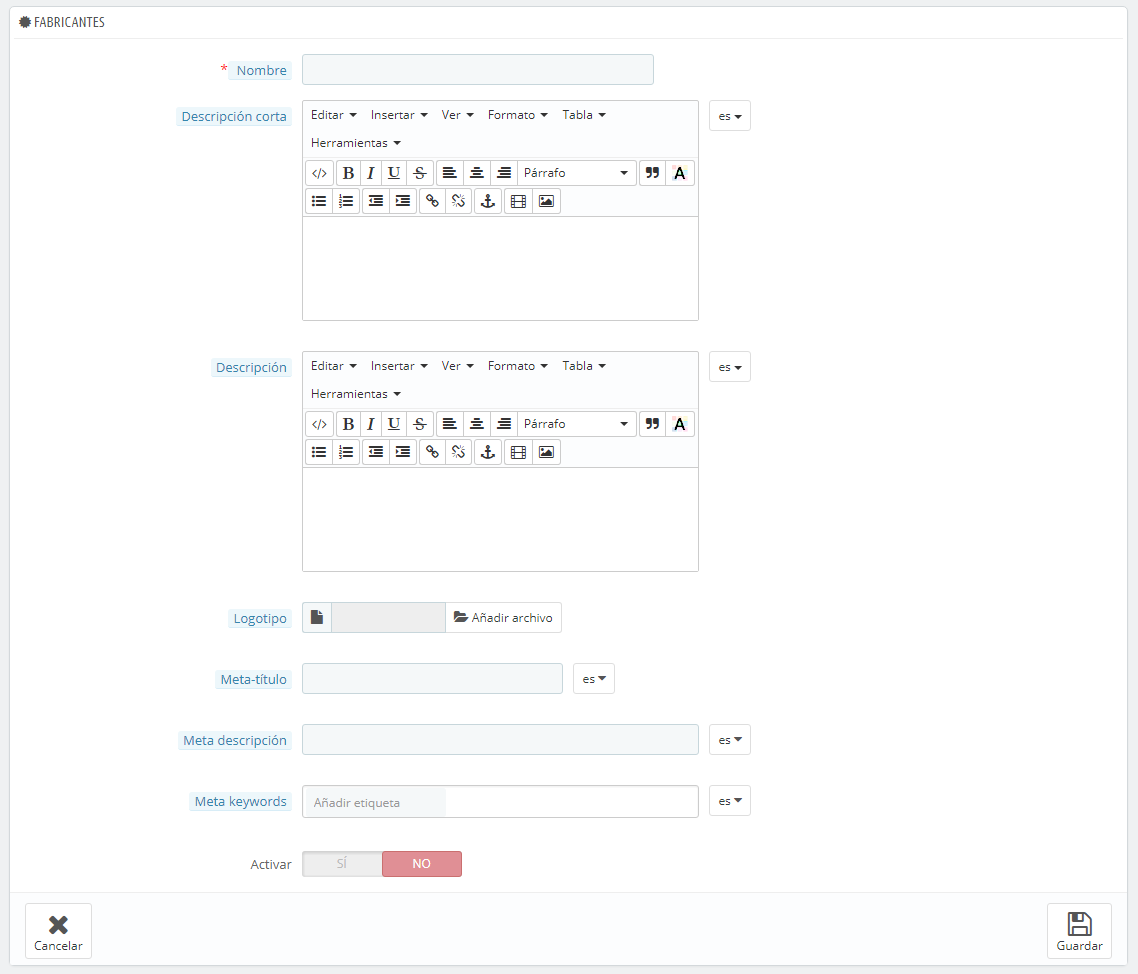 FABRICANTES
* Nombre
Descripción corta
Editar Insertar Ver Formato Tabla
es
Herramientas
</> B I U S Párrafo ” A
Descripción
Editar Insertar Ver Formato Tabla
es
Herramientas
</> B I U S Párrafo ” A
Logotipo
Añadir archivo
Meta-título
es
Meta descripción
es
Meta keywords
Añadir etiqueta
es
Activar
SÍ NO
Cancelar
Guardar